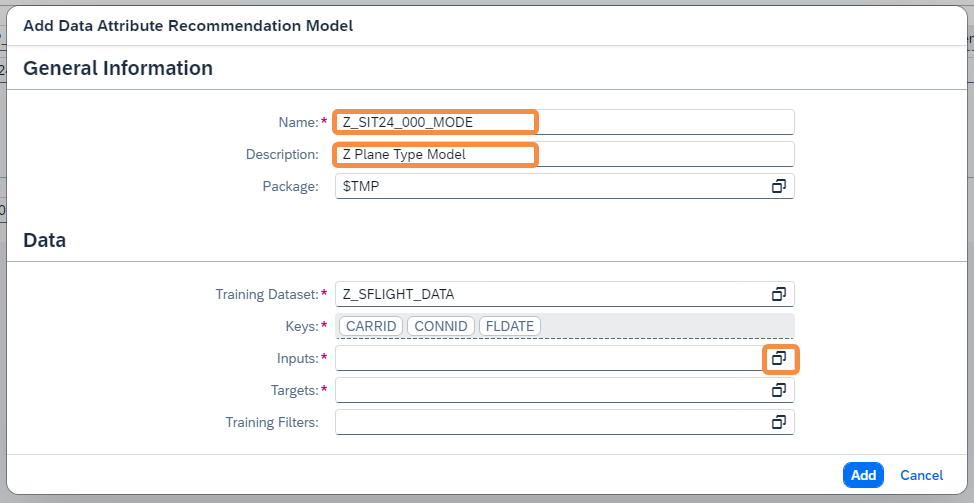 Add Data Attribute Recommendation Model
General Information
Name:* Z_SIT24_000_MODE
Description: Z Plane Type Model
Package: $TMP
Data
Training Dataset:* Z_SFLIGHT_DATA
Keys:* CARRID CONNID FLDATE
Inputs:*
Targets:*
Training Filters:
Add Cancel